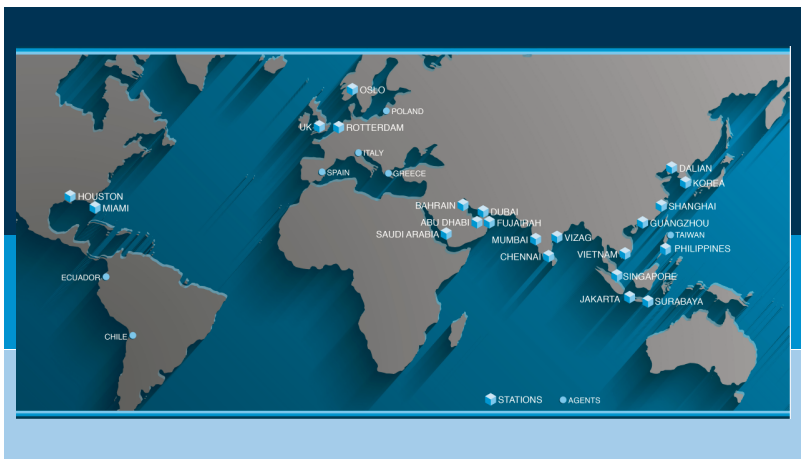 OSLO
POLAND
UK
ROTTERDAM
ITALY
SPAIN
GREECE
DALIAN
KOREA
HOUSTON
MIAMI
BAHRAIN
DUBAI
SHANGHAI
ABU DHABI
FUJAIRAH
GUANGZHOU
SAUDI ARABIA
MUMBAI
VIZAG
TAIWAN
CHENNAI
VIETNAM
PHILIPPINES
ECUADOR
SINGAPORE
JAKARTA
SURABAYA
CHILE
STATIONS
AGENTS